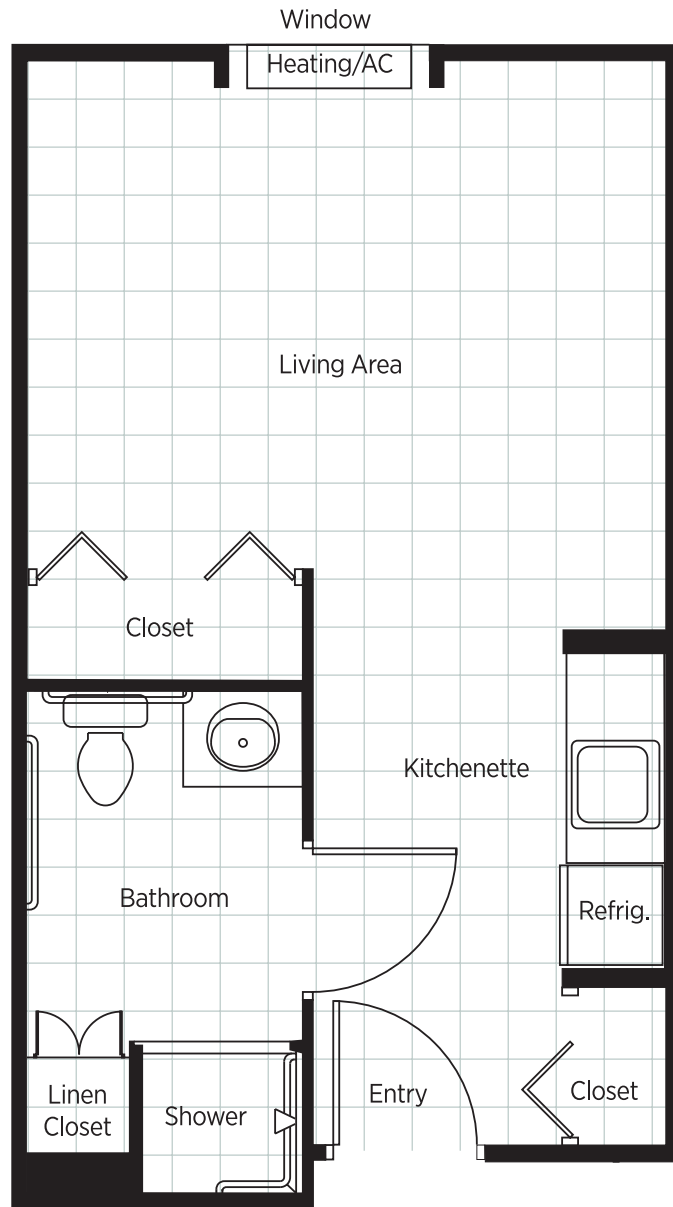 Window
Heating/AC
Living Area
Closet
Kitchenette
Bathroom
Refrig.
Linen
Closet
Shower
Entry
Closet